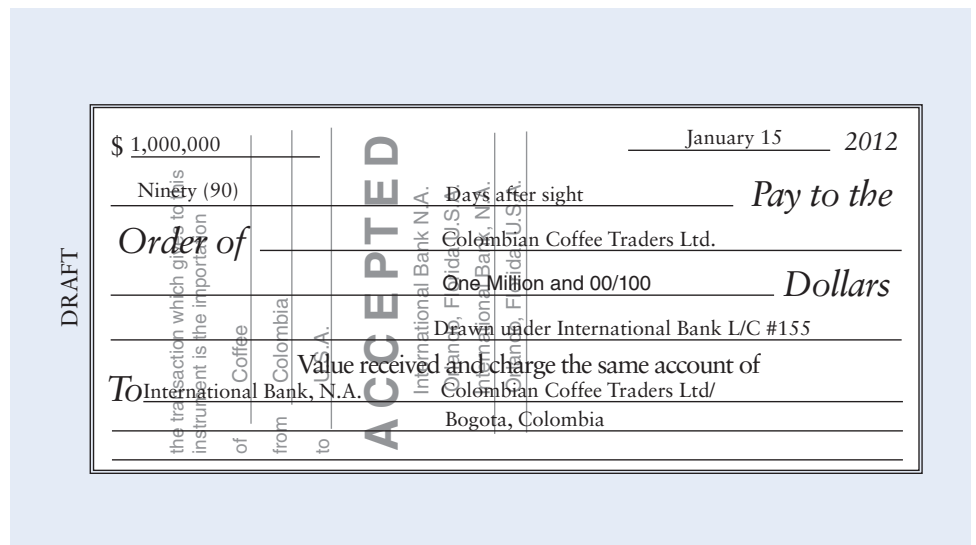 DRAFT
$ 1,000,000 January 15 2012
Ninety (90) Days after sight Pay to the
Order of Colombian Coffee Traders Ltd.
One Million and 00/100 Dollars
Drawn under International Bank L/C #155
Value received and charge the same account of
To International Bank, N.A. Colombian Coffee Traders Ltd/
Bogota, Colombia
the transaction which gives to this
instrument is the importation
of Coffee
from Colombia
to U.S.A.
ACCEPTED
International Bank N.A.
Orlando, Florida U.S.A.
International Bank, N.A.
Orlando, Florida U.S.A.